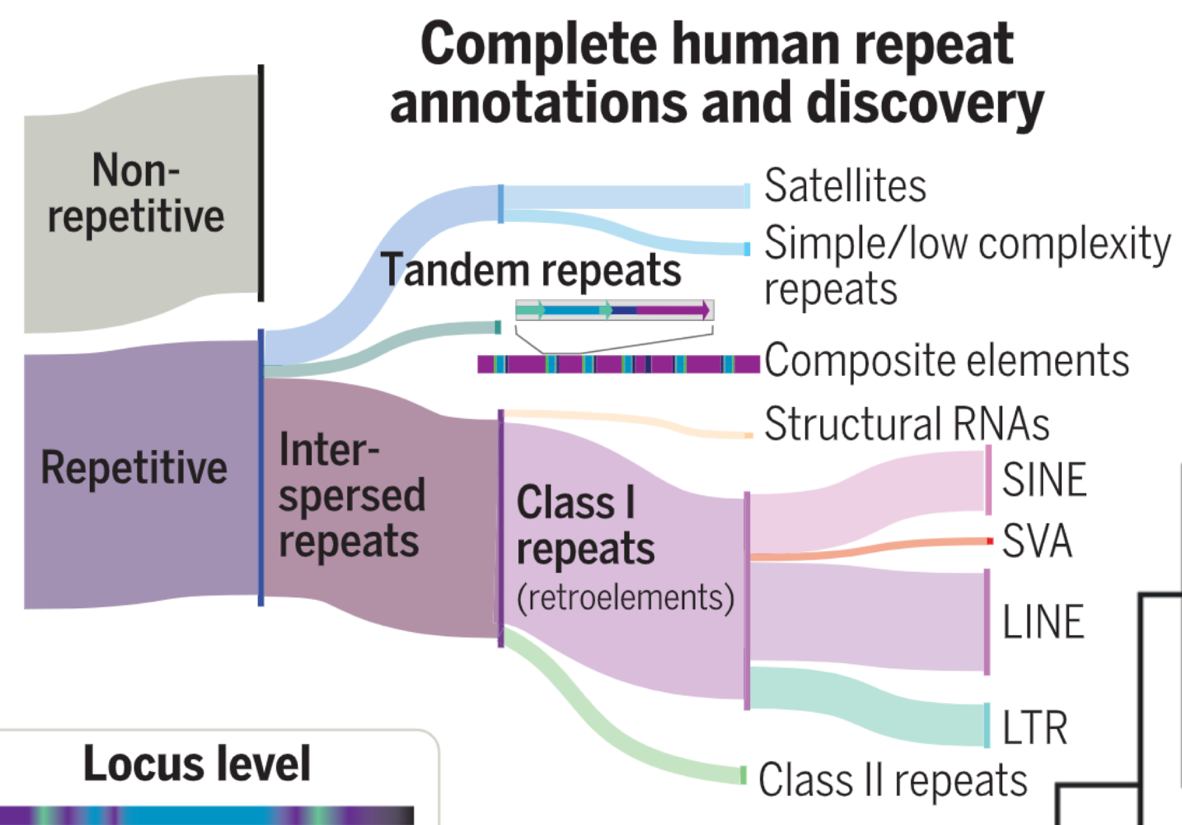 Complete human repeat
annotations and discovery
Non-
repetitive
Repetitive
Inter-
spersed
repeats
Tandem repeats
Satellites
Simple/low complexity
repeats
Composite elements
Structural RNAs
Class I
repeats
(retroelements)
SINE
SVA
LINE
LTR
Class II repeats
Locus level